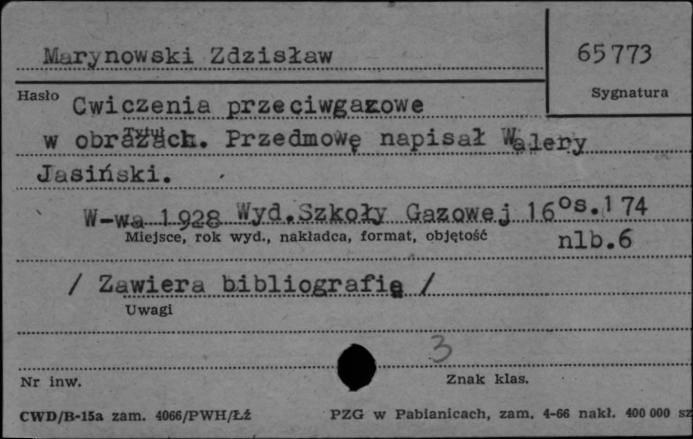 Marynowski Zdzisław
65773
Hasło
Sygnatura
Cwiczenia przeciwgazowe
w obrazach. Przedmowę napisał Walery
Tytuł
Jasiński.
W-wa 1928 Wyd.Szkoły Gazowej 16°s.174
Miejsce, rok wyd., nakładca, format, objętość
nlb.6
/ Zawiera bibliografię /
Uwagi
3
Nr inw.
Znak klas.
CWD/B-15a zam. 4066/PWH/Łź
PZG w Pabianicach, zam. 4-66 nakł. 400 000 sz